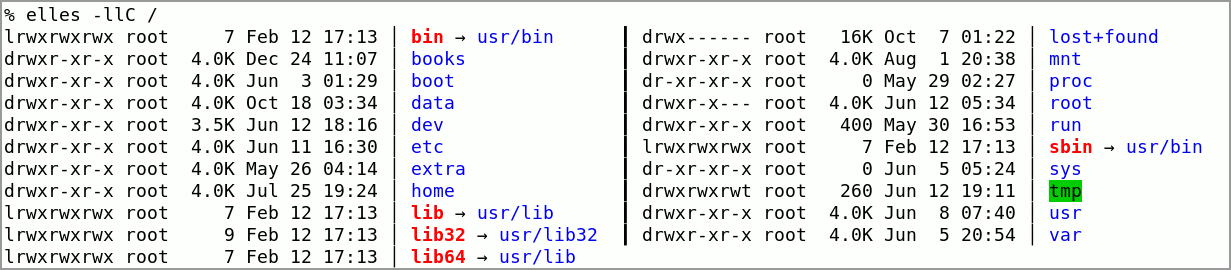 % elles -llC /
lrwxrwxrwx root     7 Feb 12 17:13 │ bin → usr/bin      ┃ drwx------ root   16K Oct  7 01:22 │ lost+found
drwxr-xr-x root  4.0K Dec 24 11:07 │ books              ┃ drwxr-xr-x root  4.0K Aug  1 20:38 │ mnt
drwxr-xr-x root  4.0K Jun  3 01:29 │ boot               ┃ dr-xr-xr-x root     0 May 29 02:27 │ proc
drwxr-xr-x root  4.0K Oct 18 03:34 │ data               ┃ drwxr-x--- root  4.0K Jun 12 05:34 │ root
drwxr-xr-x root  3.5K Jun 12 18:16 │ dev                ┃ drwxr-xr-x root   400 May 30 16:53 │ run
drwxr-xr-x root  4.0K Jun 11 16:30 │ etc                ┃ lrwxrwxrwx root     7 Feb 12 17:13 │ sbin → usr/bin
drwxr-xr-x root  4.0K May 26 04:14 │ extra              ┃ dr-xr-xr-x root     0 Jun  5 05:24 │ sys
drwxr-xr-x root  4.0K Jul 25 19:24 │ home               ┃ drwxrwxrwt root   260 Jun 12 19:11 │ tmp
lrwxrwxrwx root     7 Feb 12 17:13 │ lib → usr/lib      ┃ drwxr-xr-x root  4.0K Jun  8 07:40 │ usr
lrwxrwxrwx root     9 Feb 12 17:13 │ lib32 → usr/lib32  ┃ drwxr-xr-x root  4.0K Jun  5 20:54 │ var
lrwxrwxrwx root     7 Feb 12 17:13 │ lib64 → usr/lib